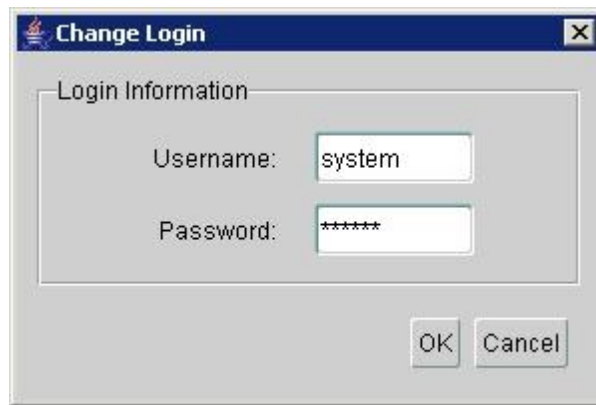 Change Login
Login Information
Username: system
Password: ******
OK Cancel